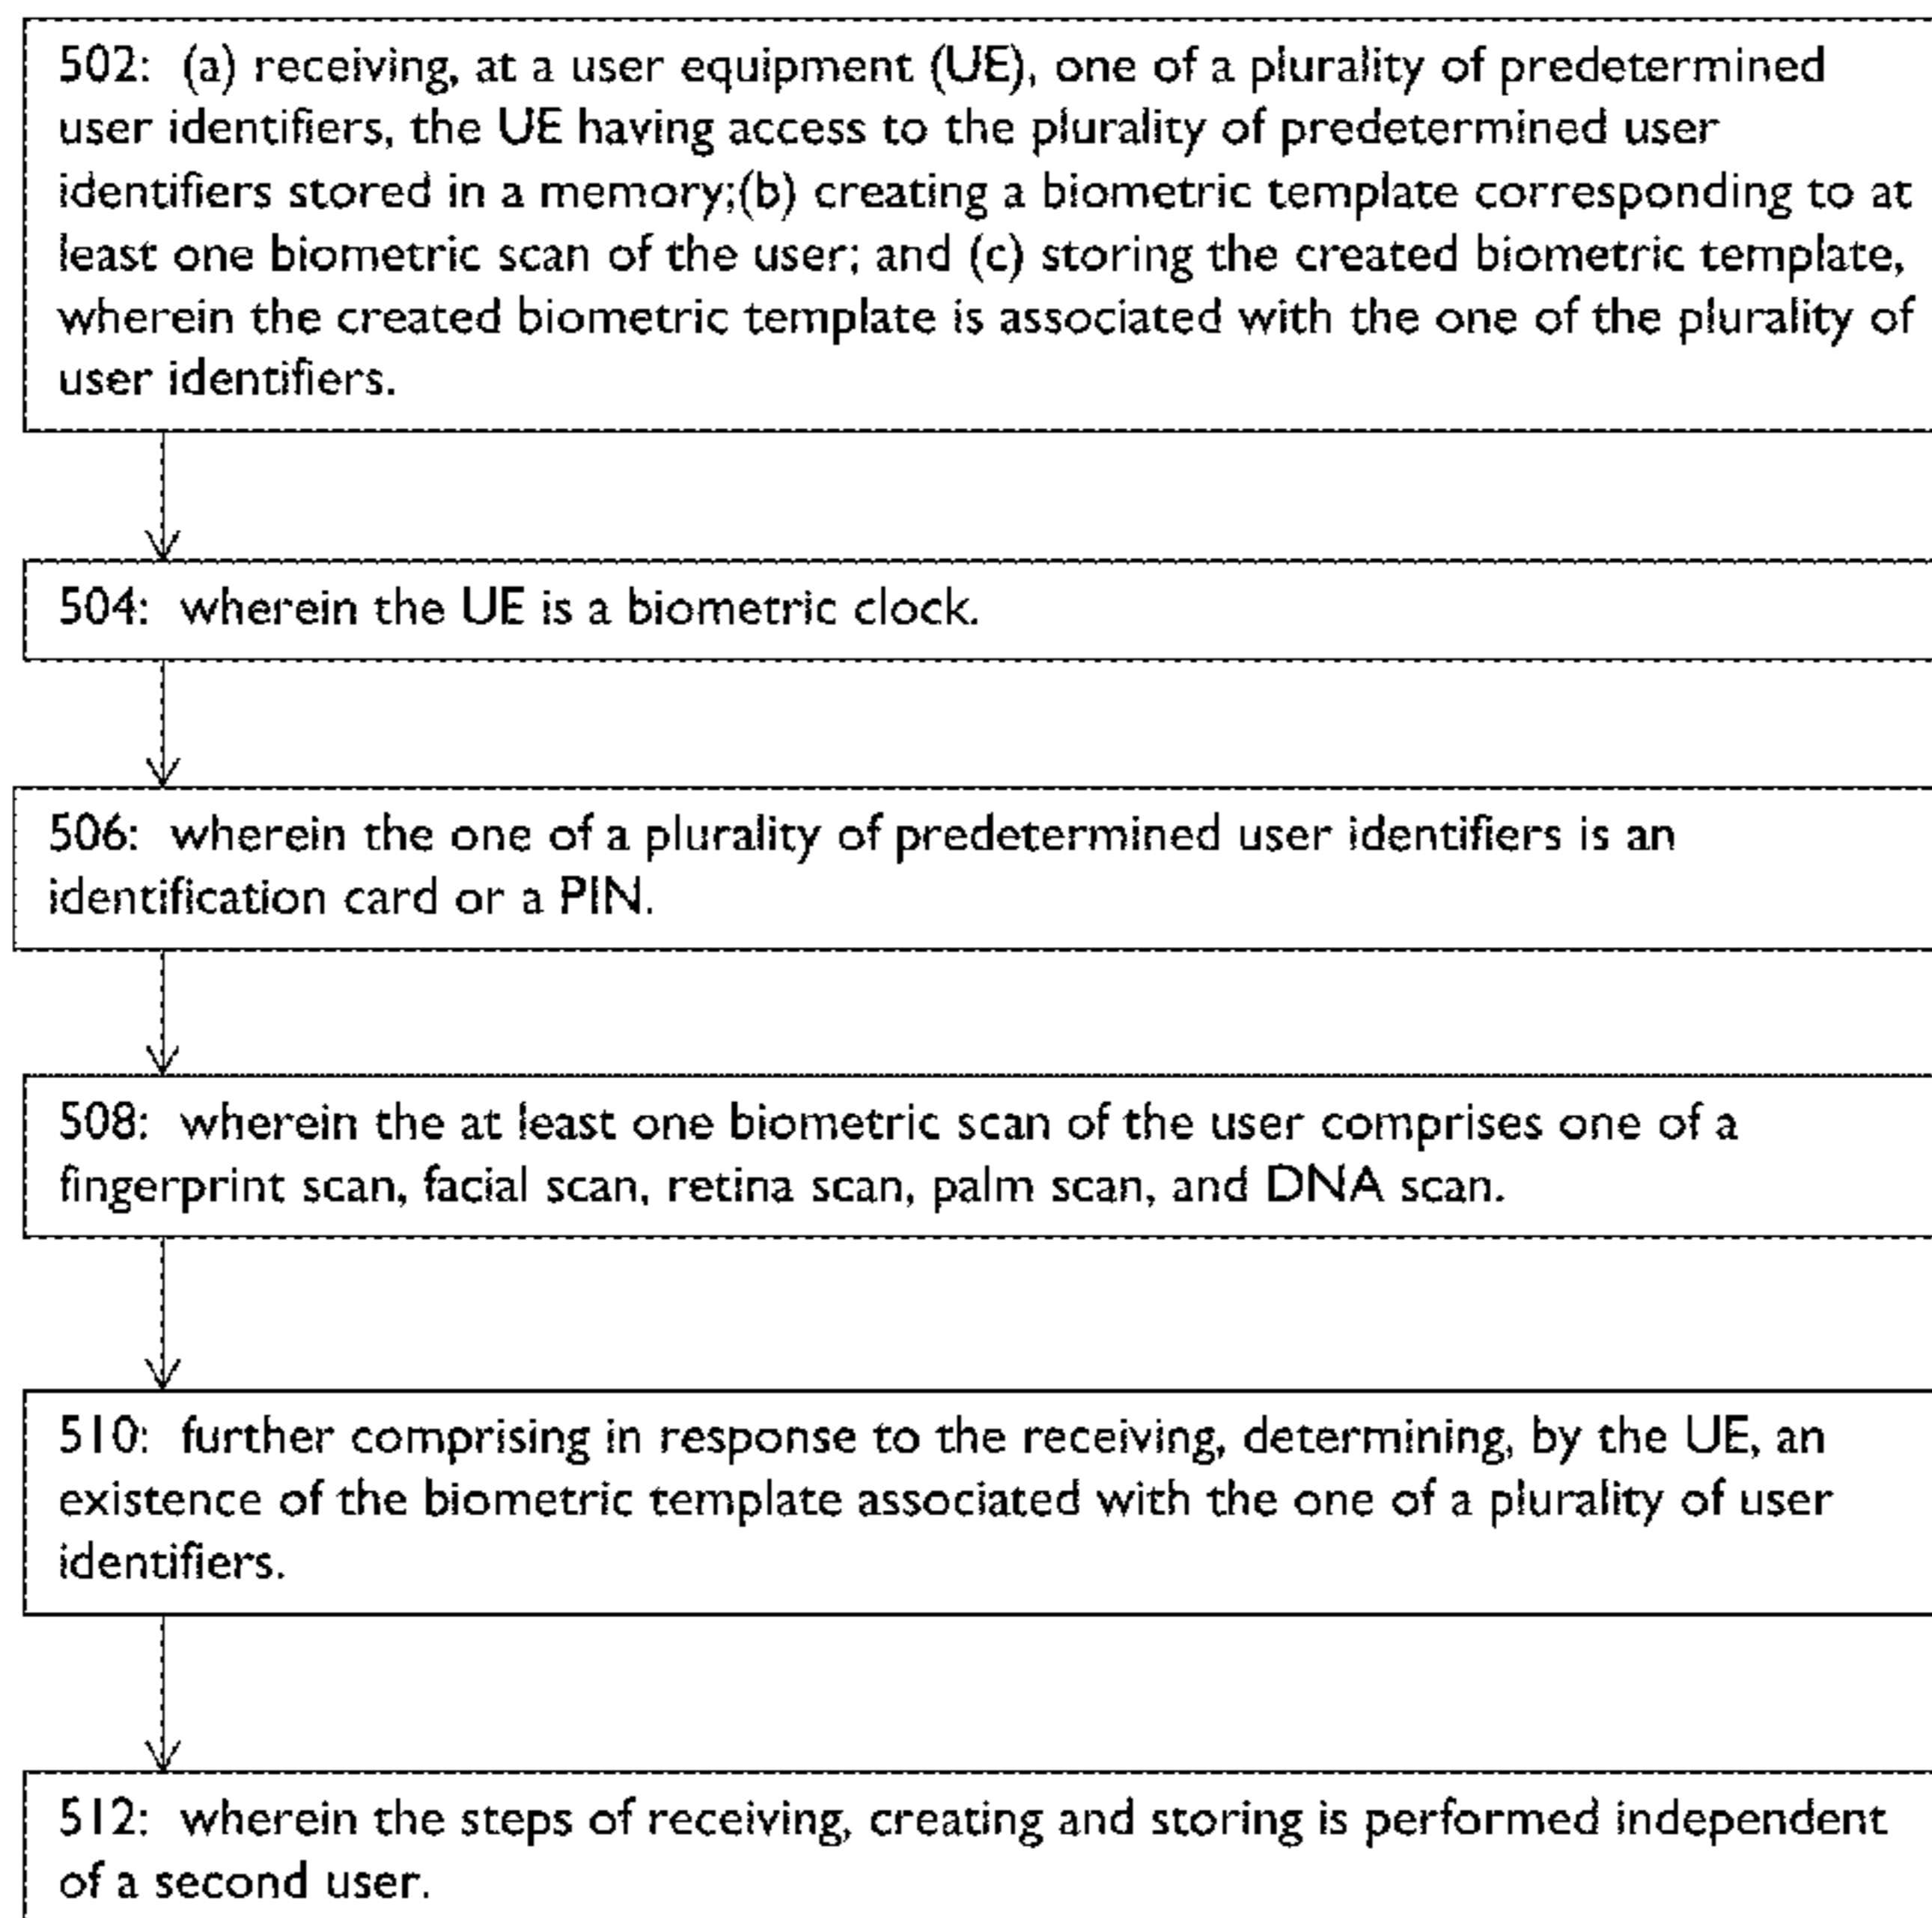 502: (a) receiving, at a user equipment (UE), one of a plurality of predetermined
user identifiers, the UE having access to the plurality of predetermined user
identifiers stored in a memory;(b) creating a biometric template corresponding to at
least one biometric scan of the user; and (c) storing the created biometric template,
wherein the created biometric template is associated with the one of the plurality of
user identifiers.
504: wherein the UE is a biometric clock.
506: wherein the one of a plurality of predetermined user identifiers is an
identification card or a PIN.
508: wherein the at least one biometric scan of the user comprises one of a
fingerprint scan, facial scan, retina scan, palm scan, and DNA scan.
510: further comprising in response to the receiving, determining, by the UE, an
existence of the biometric template associated with the one of a plurality of user
identifiers.
512: wherein the steps of receiving, creating and storing is performed independent
of a second user.